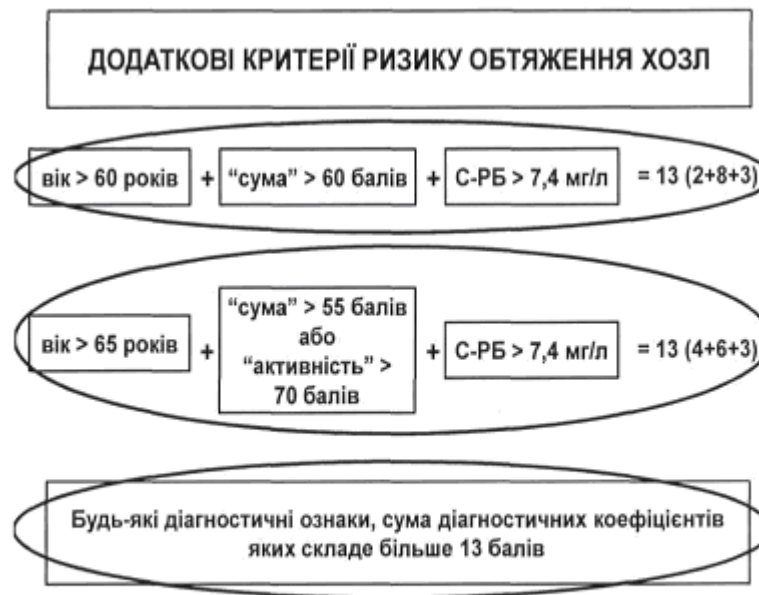 ДОДАТКОВІ КРИТЕРІЇ РИЗИКУ ОБТЯЖЕННЯ ХОЗЛ
вік > 60 років + “сума” > 60 балів + С-РБ > 7,4 мг/л = 13 (2+8+3)
“сума” > 55 балів
або
вік > 65 років + “активність” > + С-РБ > 7,4 мг/л = 13 (4+6+3)
70 балів
Будь-які діагностичні ознаки, сума діагностичних коефіцієнтів
яких складе більше 13 балів